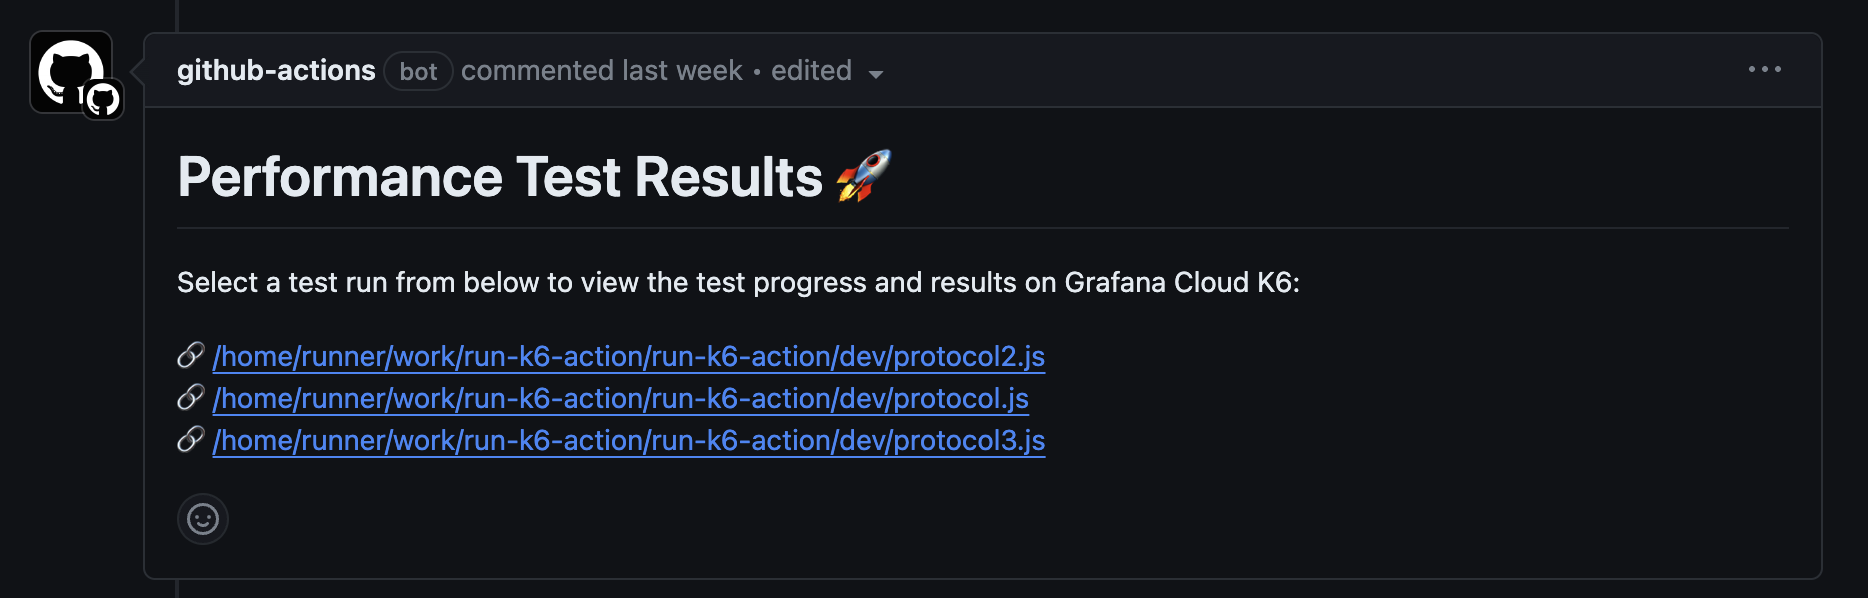 github-actions bot commented last week • edited
Performance Test Results 🚀
Select a test run from below to view the test progress and results on Grafana Cloud K6:
🔗 /home/runner/work/run-k6-action/run-k6-action/dev/protocol2.js
🔗 /home/runner/work/run-k6-action/run-k6-action/dev/protocol.js
🔗 /home/runner/work/run-k6-action/run-k6-action/dev/protocol3.js